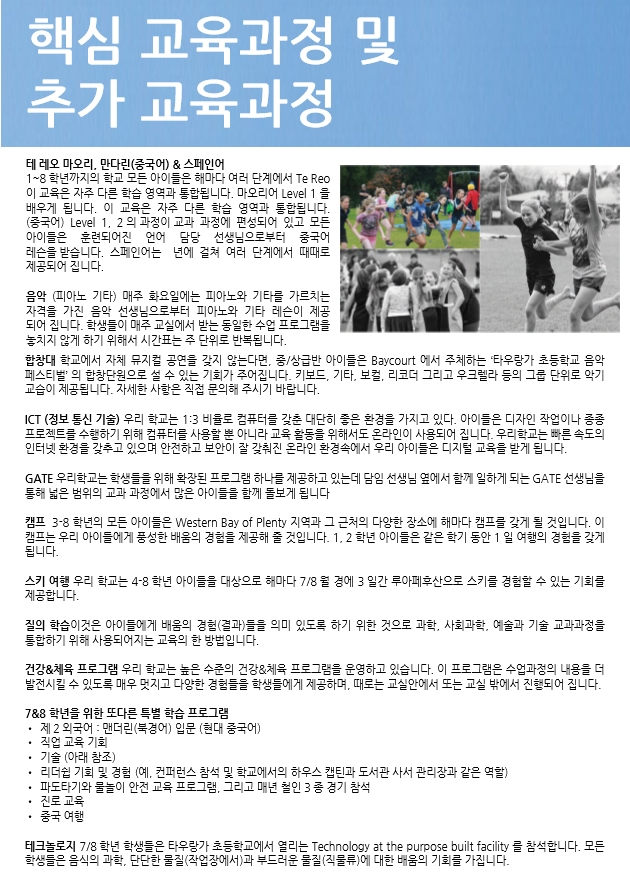 핵심 교육과정 및
추가 교육과정
테 레오 마오리, 만다린(중국어) & 스페인어
1~8 학년까지의 학교 모든 아이들은 해마다 여러 단계에서 Te Reo
이 교육은 자주 다른 학습 영역과 통합됩니다. 마오리어 Level 1 을
배우게 됩니다. 이 교육은 자주 다른 학습 영역과 통합됩니다.
(중국어) Level 1, 2 의 과정이 교과 과정에 편성되어 있고 모든
아이들은 훈련되어진 언어 담당 선생님으로부터 중국어
레슨을 받습니다. 스페인어는 년에 걸쳐 여러 단계에서 때때로
제공되어 집니다.
음악 (피아노 기타) 매주 화요일에는 피아노와 기타를 가르치는
자격을 가진 음악 선생님으로부터 피아노와 기타 레슨이 제공
되어 집니다. 학생들이 매주 교실에서 받는 동일한 수업 프로그램을
놓치지 않게 하기 위해서 시간표는 주 단위로 반복됩니다.
합창대 학교에서 자체 뮤지컬 공연을 갖지 않는다면, 중/상급반 아이들은 Baycourt 에서 주체하는 ‘타우랑가 초등학교 음악
페스티벌’ 의 합창단원으로 설 수 있는 기회가 주어집니다. 키보드, 기타, 보컬, 리코더 그리고 우크렐라 등의 그룹 단위로 악기
교습이 제공됩니다. 자세한 사항은 직접 문의해 주시기 바랍니다.
ICT (정보 통신 기술) 우리 학교는 1:3 비율로 컴퓨터를 갖춘 대단히 좋은 환경을 가지고 있다. 아이들은 디자인 작업이나 종종
프로젝트를 수행하기 위해 컴퓨터를 사용할 뿐 아니라 교육 활동을 위해서도 온라인이 사용되어 집니다. 우리학교는 빠른 속도의
인터넷 환경을 갖추고 있으며 안전하고 보안이 잘 갖춰진 온라인 환경속에서 우리 아이들은 디지털 교육을 받게 됩니다.
GATE 우리학교는 학생들을 위해 확장된 프로그램 하나를 제공하고 있는데 담임 선생님 옆에서 함께 일하게 되는 GATE 선생님을
통해 넓은 범위의 교과 과정에서 많은 아이들을 함께 돌보게 됩니다
캠프 3-8 학년의 모든 아이들은 Western Bay of Plenty 지역과 그 근처의 다양한 장소에 해마다 캠프를 갖게 될 것입니다. 이
캠프는 우리 아이들에게 풍성한 배움의 경험을 제공해 줄 것입니다. 1, 2 학년 아이들은 같은 학기 동안 1 일 여행의 경험을 갖게
됩니다.
스키 여행 우리 학교는 4-8 학년 아이들을 대상으로 해마다 7/8 월 경에 3 일간 루아페후산으로 스키를 경험할 수 있는 기회를
제공합니다.
질의 학습이것은 아이들에게 배움의 경험(결과)들을 의미 있도록 하기 위한 것으로 과학, 사회과학, 예술과 기술 교과과정을
통합하기 위해 사용되어지는 교육의 한 방법입니다.
건강&체육 프로그램 우리 학교는 높은 수준의 건강&체육 프로그램을 운영하고 있습니다. 이 프로그램은 수업과정의 내용을 더
발전시킬 수 있도록 매우 멋지고 다양한 경험들을 학생들에게 제공하며, 때로는 교실안에서 또는 교실 밖에서 진행되어 집니다.
7&8 학년을 위한 또다른 특별 학습 프로그램
• 제 2 외국어 : 맨더린(북경어) 입문 (현대 중국어)
• 직업 교육 기회
• 기술 (아래 참조)
• 리더쉽 기회 및 경험 (예, 컨퍼런스 참석 및 학교에서의 하우스 캡틴과 도서관 사서 관리장과 같은 역할)
• 파도타기와 물놀이 안전 교육 프로그램, 그리고 매년 철인 3 종 경기 참석
• 진로 교육
• 중국 여행
테크놀로지 7/8 학년 학생들은 타우랑가 초등학교에서 열리는 Technology at the purpose built facility 를 참석합니다. 모든
학생들은 음식의 과학, 단단한 물질(작업장에서)과 부드러운 물질(직물류)에 대한 배움의 기회를 가집니다.